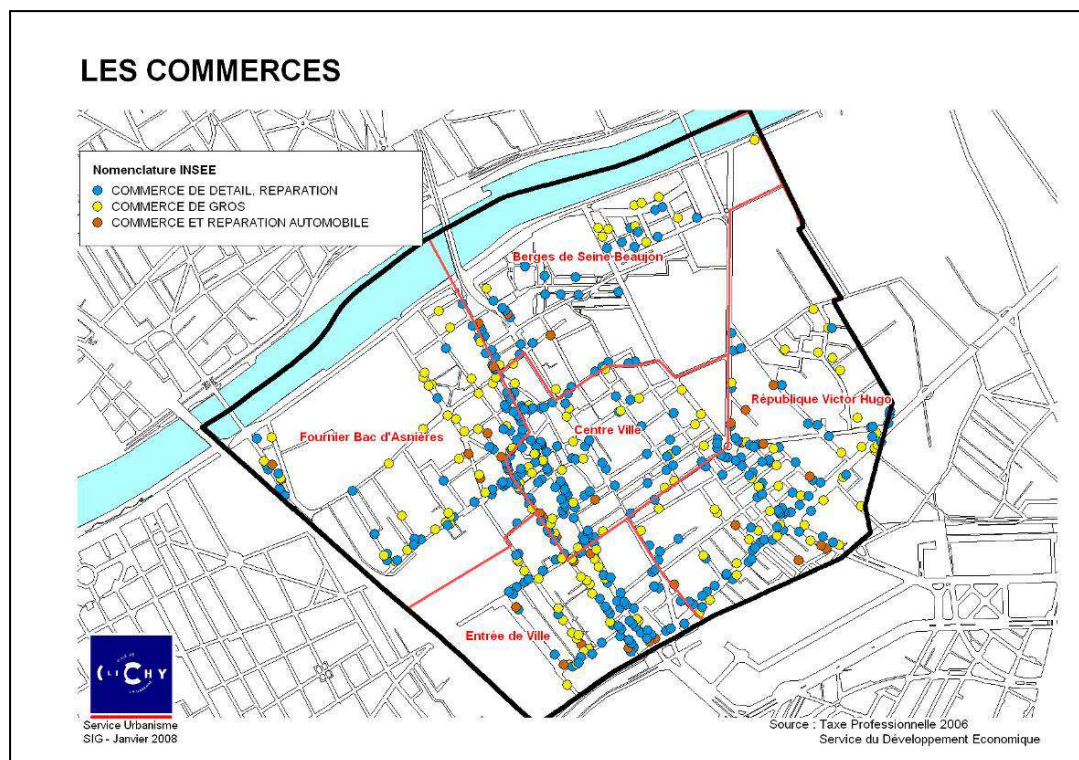 LES COMMERCES
Nomenclature INSEE
COMMERCE DE DETAIL, REPARATION
COMMERCE DE GROS
COMMERCE ET REPARATION AUTOMOBILE
Berges de Seine Beaujon
République Victor Hugo
Fournier Bac d'Asnières
Centre Ville
Entrée de Ville
VILLE DE
CLICHY
Service Urbanisme
SIG - Janvier 2008
Source : Taxe Professionnelle 2006
Service du Développement Economique